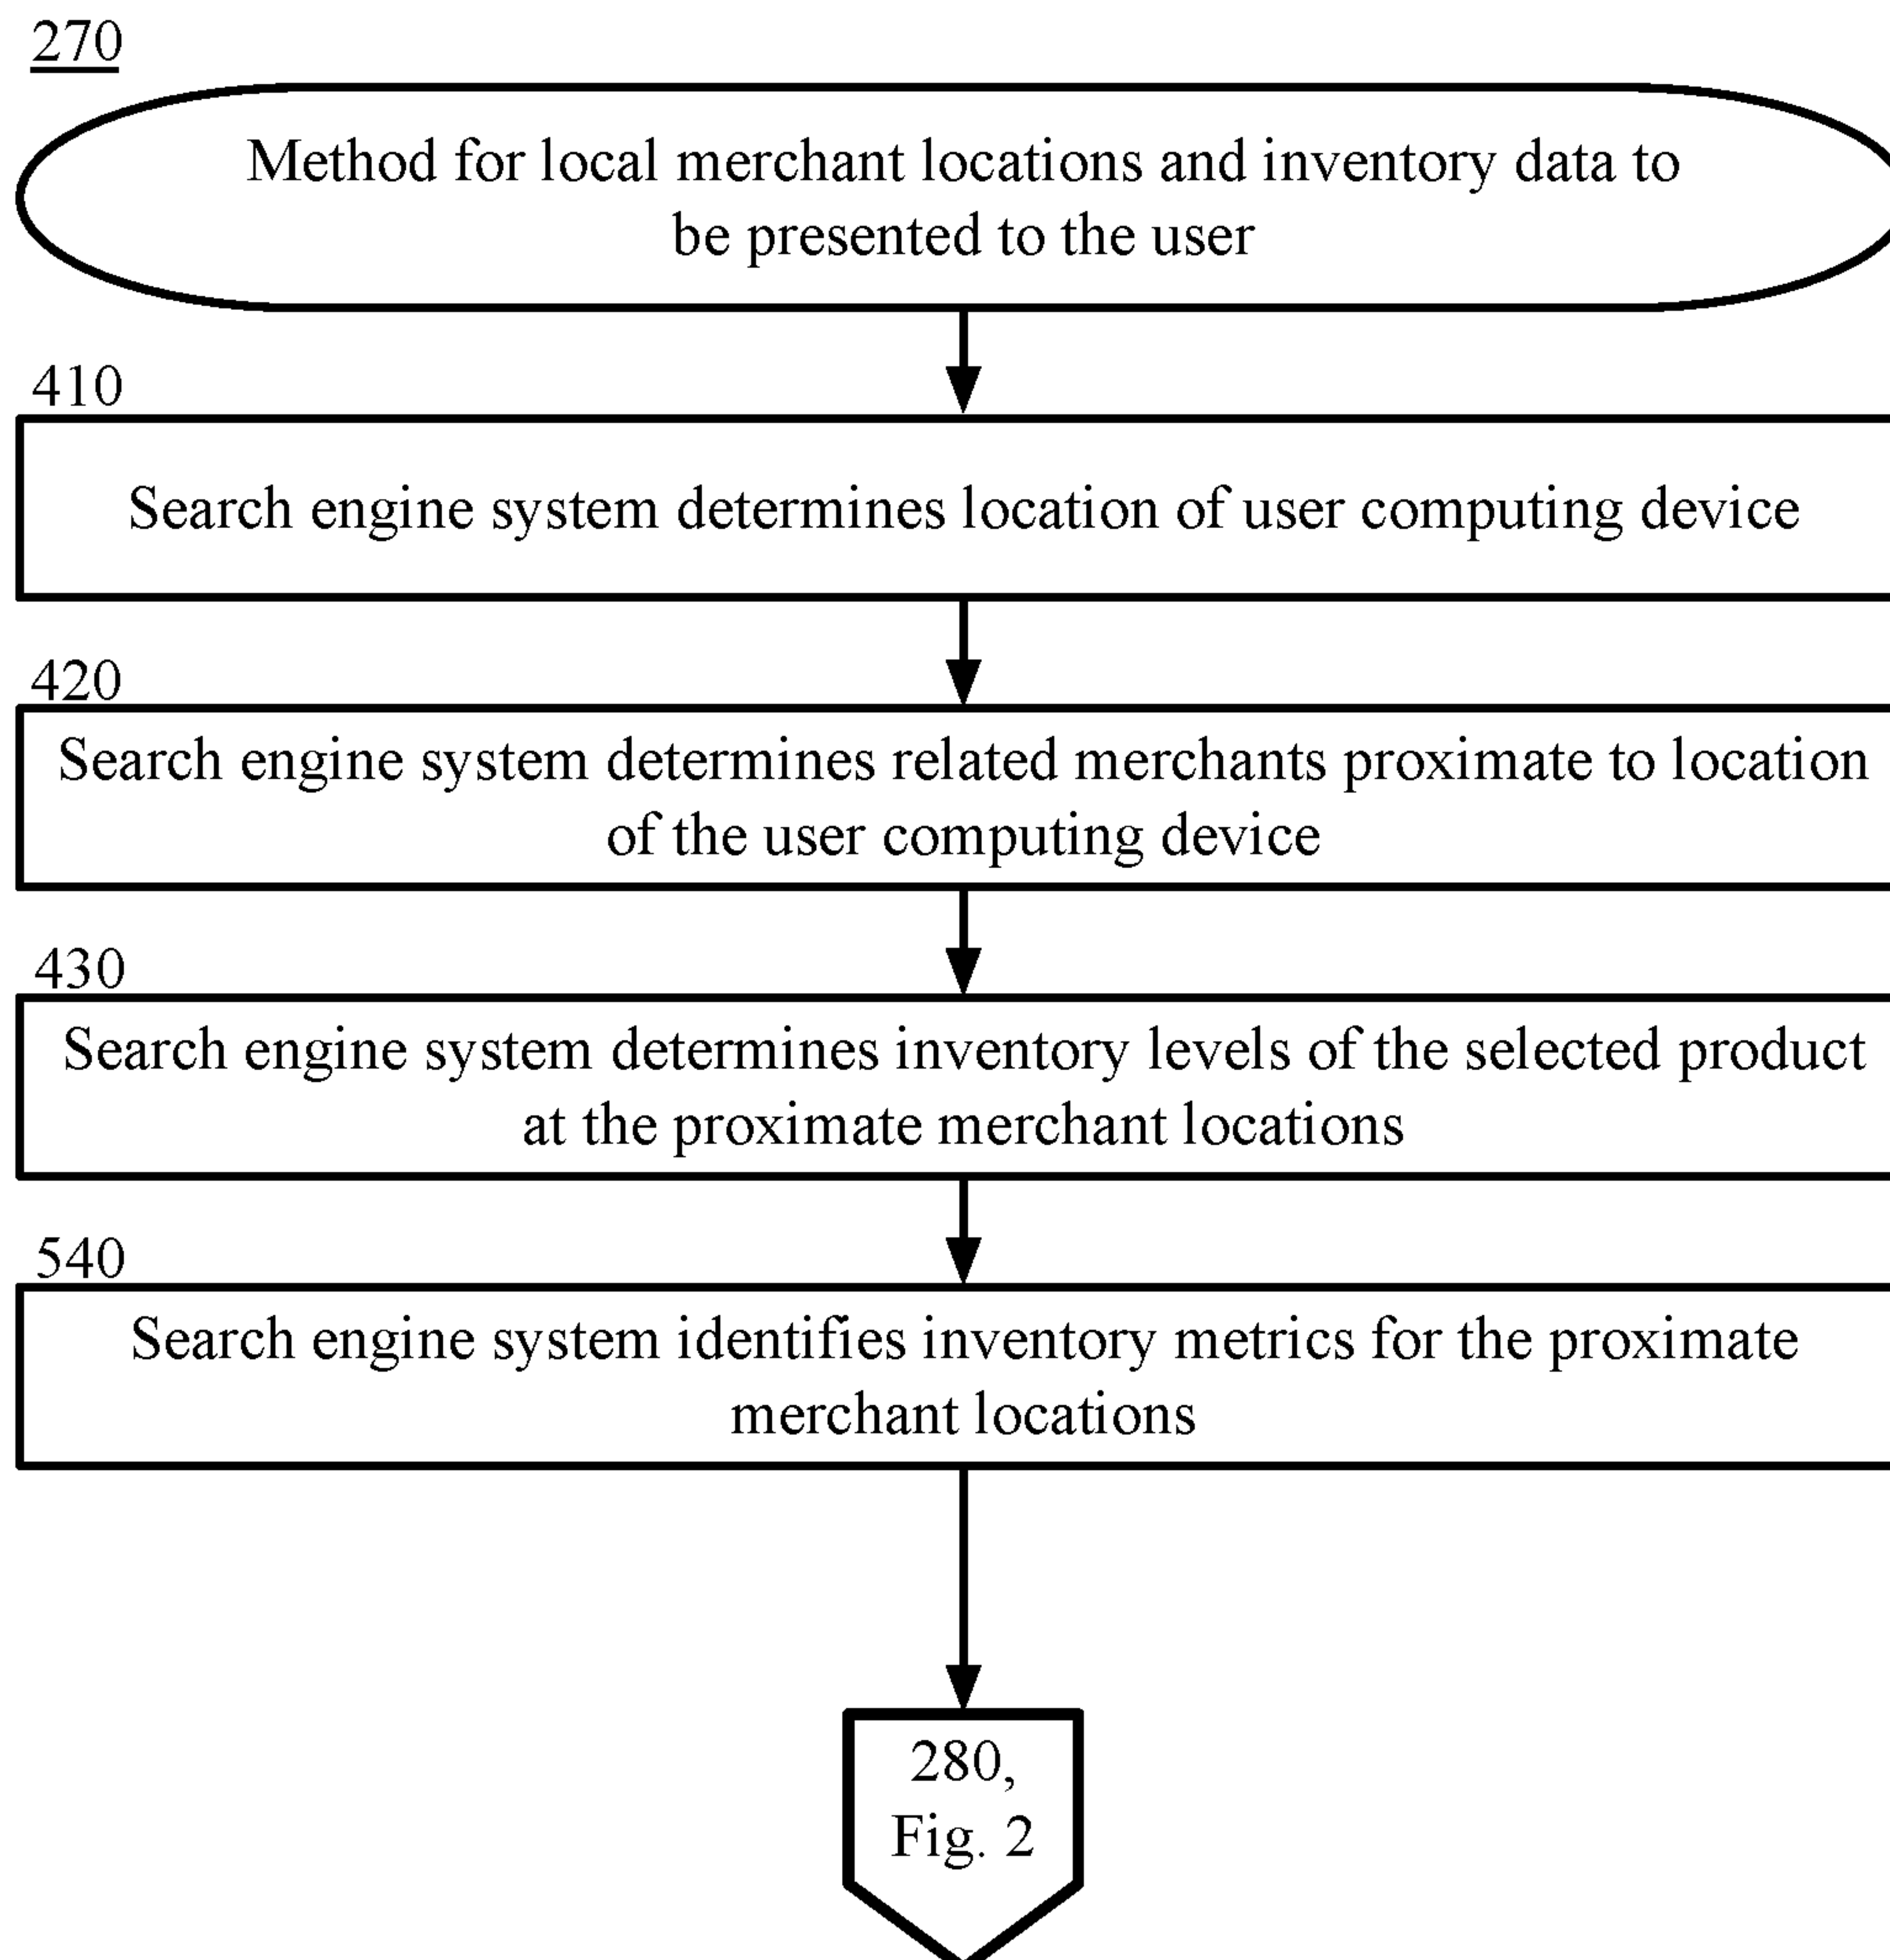 270
Method for local merchant locations and inventory data to
be presented to the user
410
Search engine system determines location of user computing device
420
Search engine system determines related merchants proximate to location
of the user computing device
430
Search engine system determines inventory levels of the selected product
at the proximate merchant locations
540
Search engine system identifies inventory metrics for the proximate
merchant locations
280,
Fig. 2